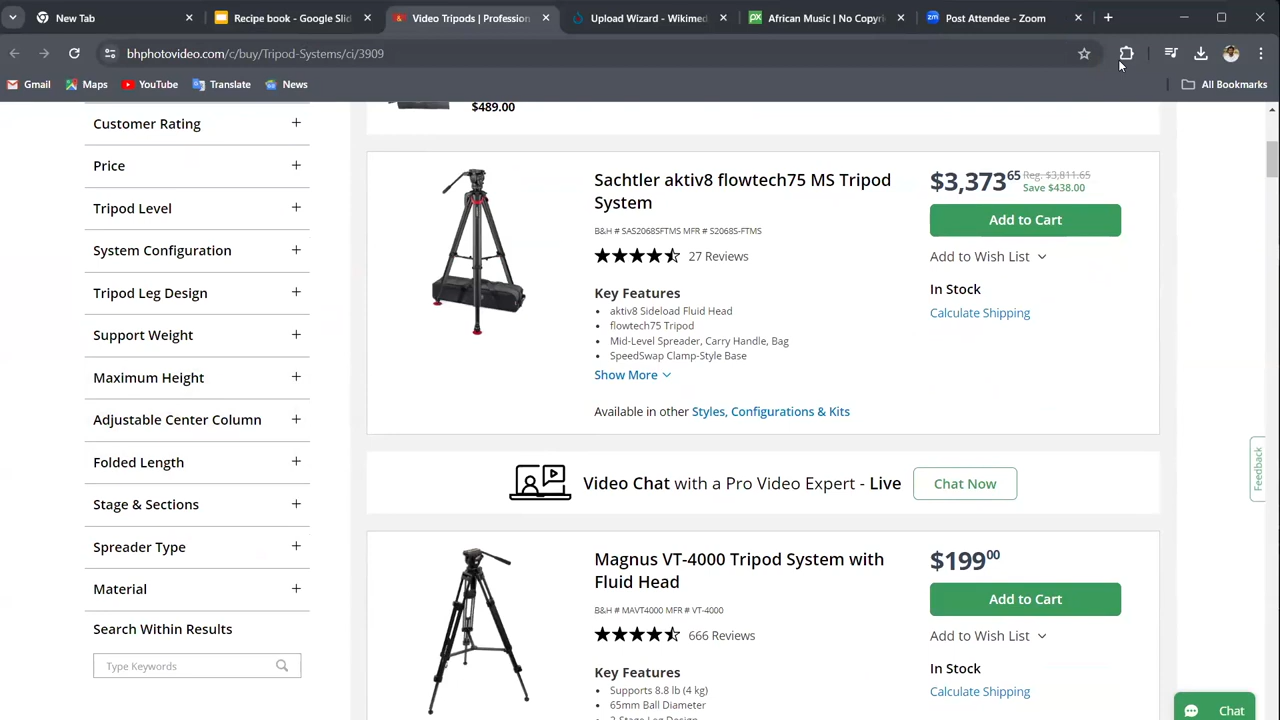 New Tab
Recipe book - Google Slid
Video Tripods | Profession
Upload Wizard - Wikimed
African Music | No Copyri
Post Attendee - Zoom
bhphotovideo.com/c/buy/Tripod-Systems/ci/3909
Gmail
Maps
YouTube
Translate
News
All Bookmarks
$489.00
Customer Rating
Price
Tripod Level
System Configuration
Tripod Leg Design
Support Weight
Maximum Height
Adjustable Center Column
Folded Length
Stage & Sections
Spreader Type
Material
Search Within Results
Type Keywords
Sachtler aktiv8 flowtech75 MS Tripod
System
B&H # SAS2068SFTMS MFR # S2068S-FTMS
27 Reviews
Key Features
• aktiv8 Sideload Fluid Head
• flowtech75 Tripod
• Mid-Level Spreader, Carry Handle, Bag
• SpeedSwap Clamp-Style Base
Show More
Available in other Styles, Configurations & Kits
$3,373.65 Reg. $3,811.65
Save $438.00
Add to Cart
Add to Wish List
In Stock
Calculate Shipping
Video Chat with a Pro Video Expert - Live
Chat Now
Magnus VT-4000 Tripod System with
Fluid Head
B&H # MAVT4000 MFR # VT-4000
666 Reviews
Key Features
• Supports 8.8 lb (4 kg)
• 65mm Ball Diameter
2-Stage Leg Design
$199.00
Add to Cart
Add to Wish List
In Stock
Calculate Shipping
Feedback
Chat